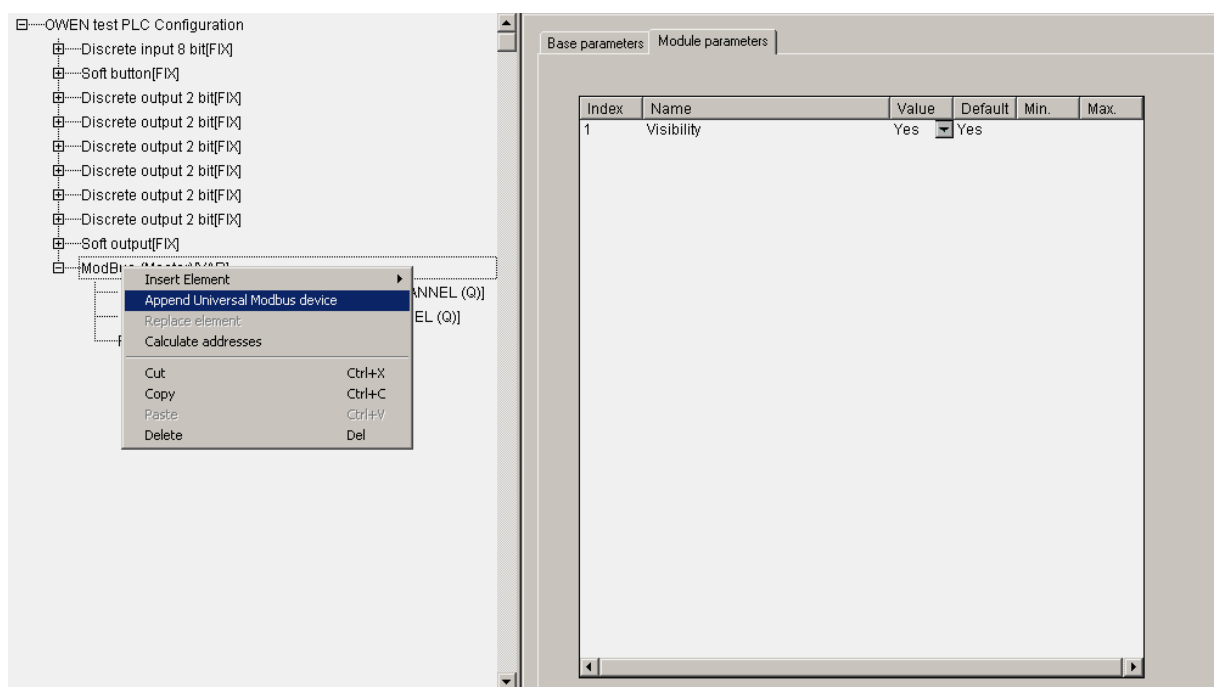 OWEN test PLC Configuration
Discrete input 8 bit[FIX]
Soft button[FIX]
Discrete output 2 bit[FIX]
Discrete output 2 bit[FIX]
Discrete output 2 bit[FIX]
Discrete output 2 bit[FIX]
Discrete output 2 bit[FIX]
Discrete output 2 bit[FIX]
Soft output[FIX]
ModBus (Master)[VAR]
Insert Element
Append Universal Modbus device
Replace element
Calculate addresses
Cut Ctrl+X
Copy Ctrl+C
Paste Ctrl+V
Delete Del
ANNEL (Q)]
EL (Q)]
Base parameters Module parameters
Index Name Value Default Min. Max.
1 Visibility Yes Yes